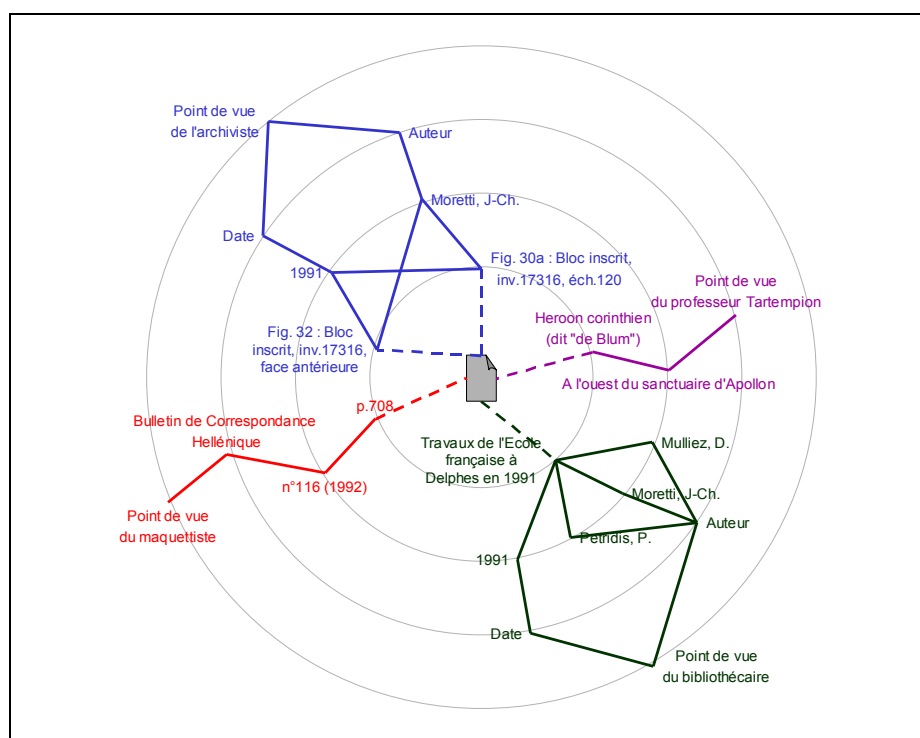 Point de vue
de l'archiviste
Auteur
Moretti, J-Ch.
Date
1991
Fig. 30a : Bloc inscrit,
inv.17316, éch.120
Fig. 32 : Bloc
inscrit, inv.17316,
face antérieure
Point de vue
du professeur Tartempion
Heroon corinthien
(dit "de Blum")
A l'ouest du sanctuaire d'Apollon
p.708
Bulletin de Correspondance
Hellénique
n°116 (1992)
Point de vue
du maquettiste
Travaux de l'Ecole
française à
Delphes en 1991
Mulliez, D.
Moretti, J-Ch.
Auteur
Petridis, P.
1991
Date
Point de vue
du bibliothécaire